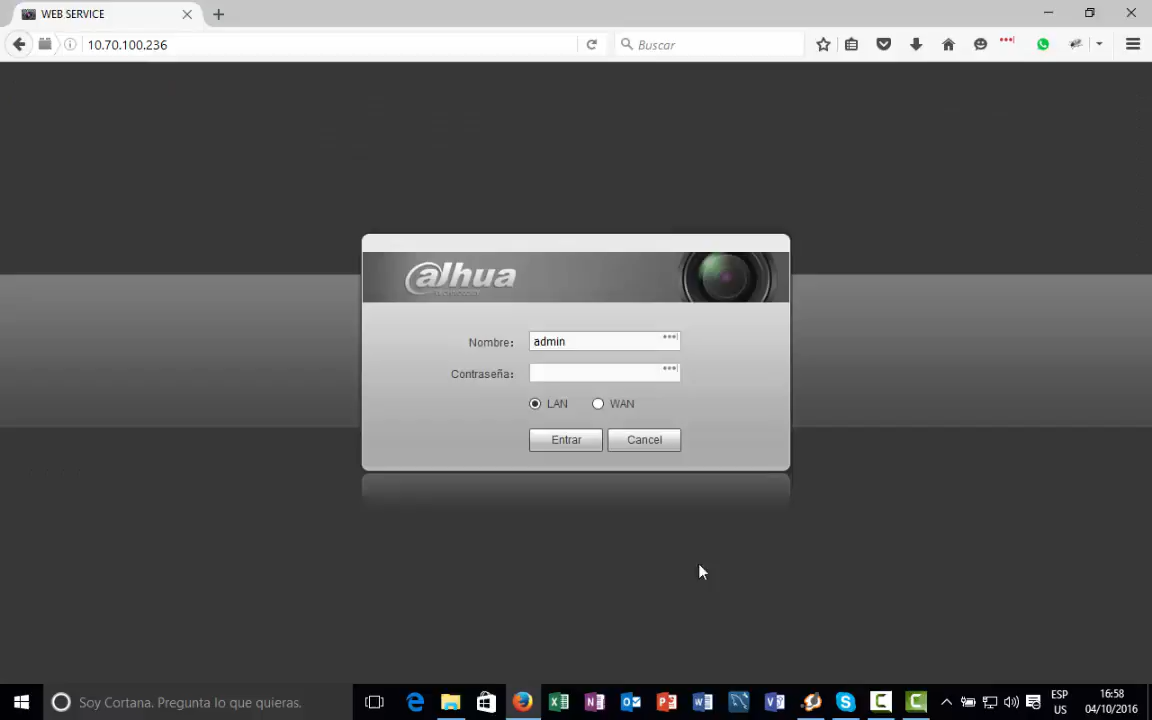 WEB SERVICE
10.70.100.236
Buscar
alhua
TECHNOLOGY
Nombre:
admin
Contraseña:
LAN
WAN
Entrar
Cancel
Soy Cortana. Pregunta lo que quieras.
ESP
US
16:58
04/10/2016